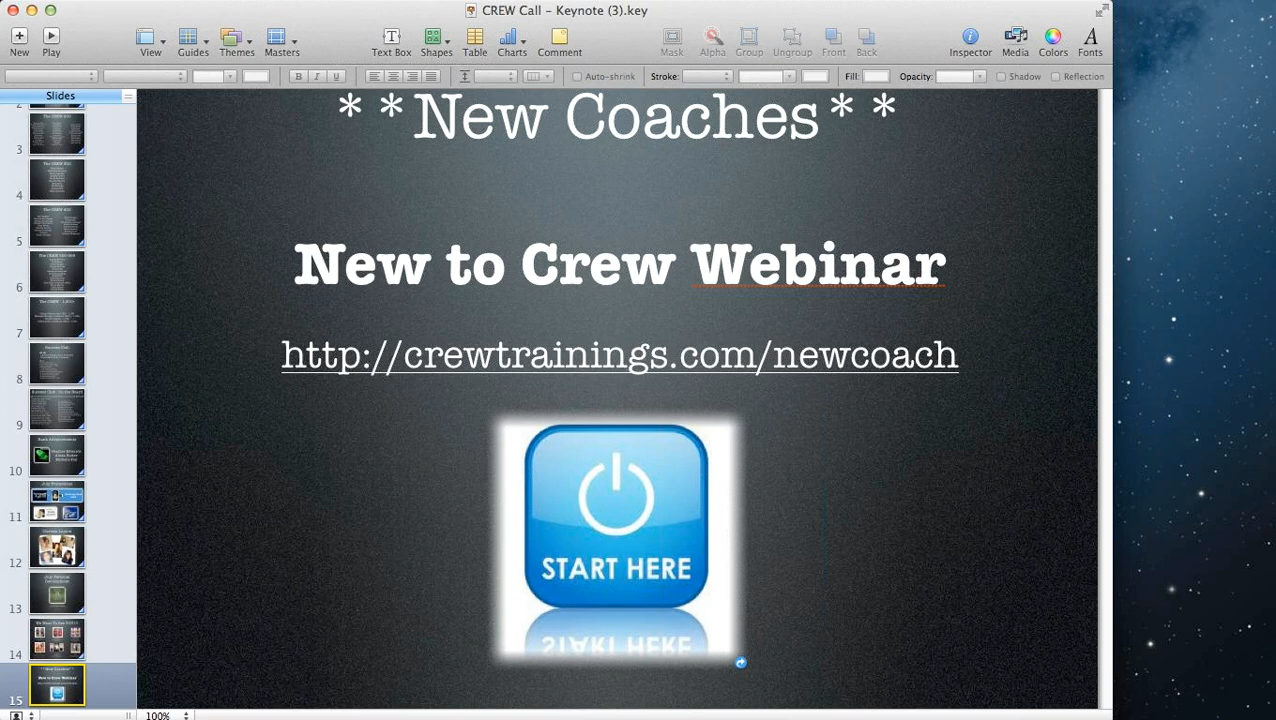 CREW Call – Keynote (3).key
New Play View Guides Themes Masters Text Box Shapes Table Charts Comment Mask Alpha Group Ungroup Front Back Inspector Media Colors Fonts
B I U Auto-shrink Stroke: Fill: Opacity: Shadow Reflection
Slides
2
3
4
5
6
7
8
9
10
11
12
13
14
15
**New Coaches**
New to Crew Webinar
http://crewtrainings.com/newcoach
START HERE
100%